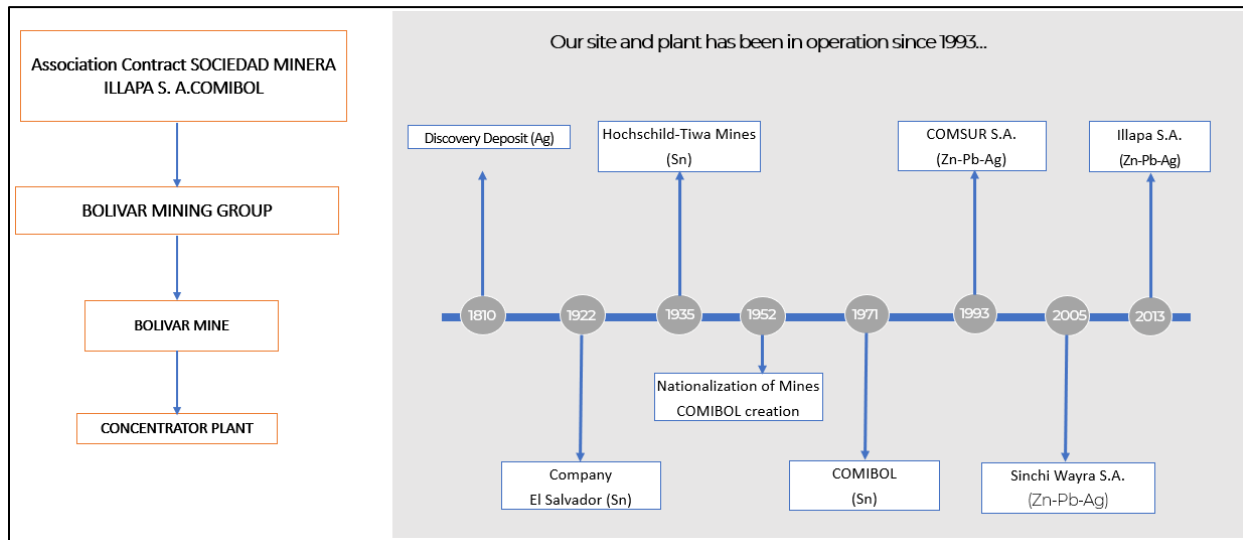 Association Contract SOCIEDAD MINERA
ILLAPA S. A.COMIBOL
BOLIVAR MINING GROUP
BOLIVAR MINE
CONCENTRATOR PLANT
Our site and plant has been in operation since 1993...
Discovery Deposit (Ag)
Hochschild-Tiwa Mines
(Sn)
COMSUR S.A.
(Zn-Pb-Ag)
Illapa S.A.
(Zn-Pb-Ag)
1810
1922
1935
1952
1971
1993
2005
2013
Nationalization of Mines
COMIBOL creation
Company
El Salvador (Sn)
COMIBOL
(Sn)
Sinchi Wayra S.A.
(Zn-Pb-Ag)